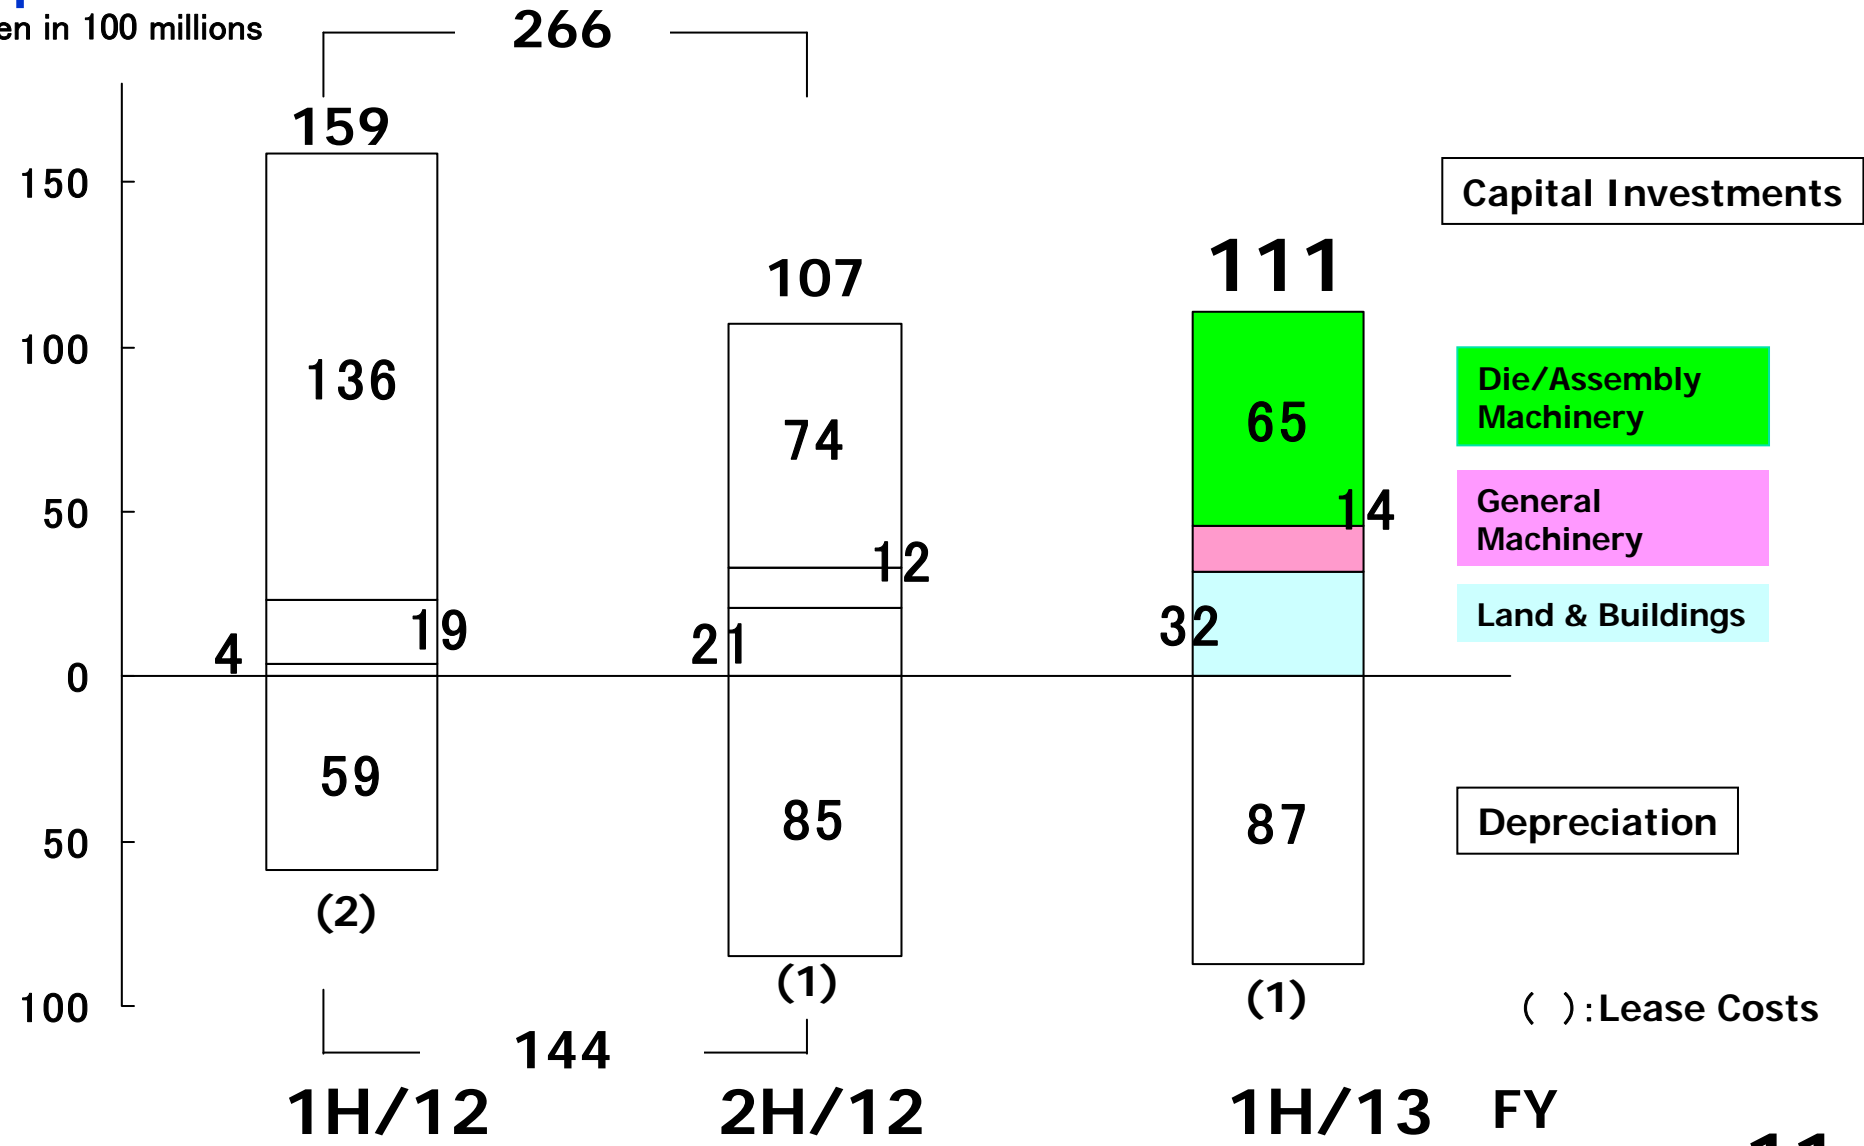 en in 100 millions
266
159
150
Capital Investments
107
111
100
136
Die/Assembly
Machinery
74
65
50
14
General
Machinery
12
4
19
21
32
Land & Buildings
0
59
85
87
Depreciation
50
(2)
(1)
(1)
100
( ):Lease Costs
144
1H/12
2H/12
1H/13
FY